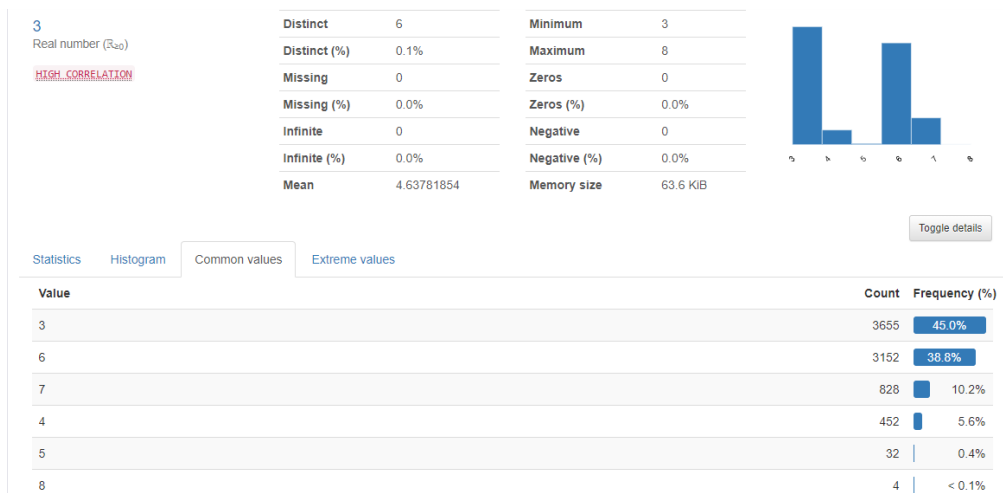 3
Real number (ℝ≥0)
HIGH CORRELATION
Distinct 6
Distinct (%) 0.1%
Missing 0
Missing (%) 0.0%
Infinite 0
Infinite (%) 0.0%
Mean 4.63781854
Minimum 3
Maximum 8
Zeros 0
Zeros (%) 0.0%
Negative 0
Negative (%) 0.0%
Memory size 63.6 KiB
3 4 5 6 7 8
Toggle details
Statistics Histogram Common values Extreme values
Value Count Frequency (%)
3 3655 45.0%
6 3152 38.8%
7 828 10.2%
4 452 5.6%
5 32 0.4%
8 4 < 0.1%